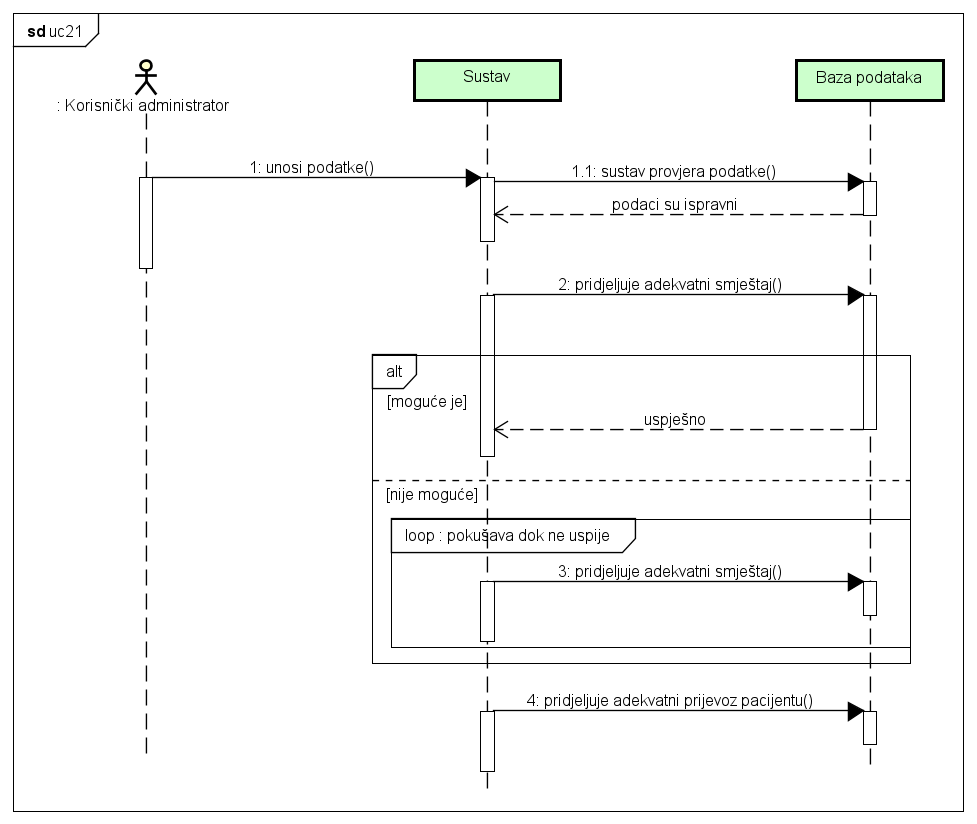 sd uc21
: Korisnički administrator
Sustav
Baza podataka
1: unosi podatke()
1.1: sustav provjera podatke()
podaci su ispravni
2: pridjeljuje adekvatni smještaj()
alt
[moguće je]
uspješno
[nije moguće]
loop : pokušava dok ne uspije
3: pridjeljuje adekvatni smještaj()
4: pridjeljuje adekvatni prijevoz pacijentu()